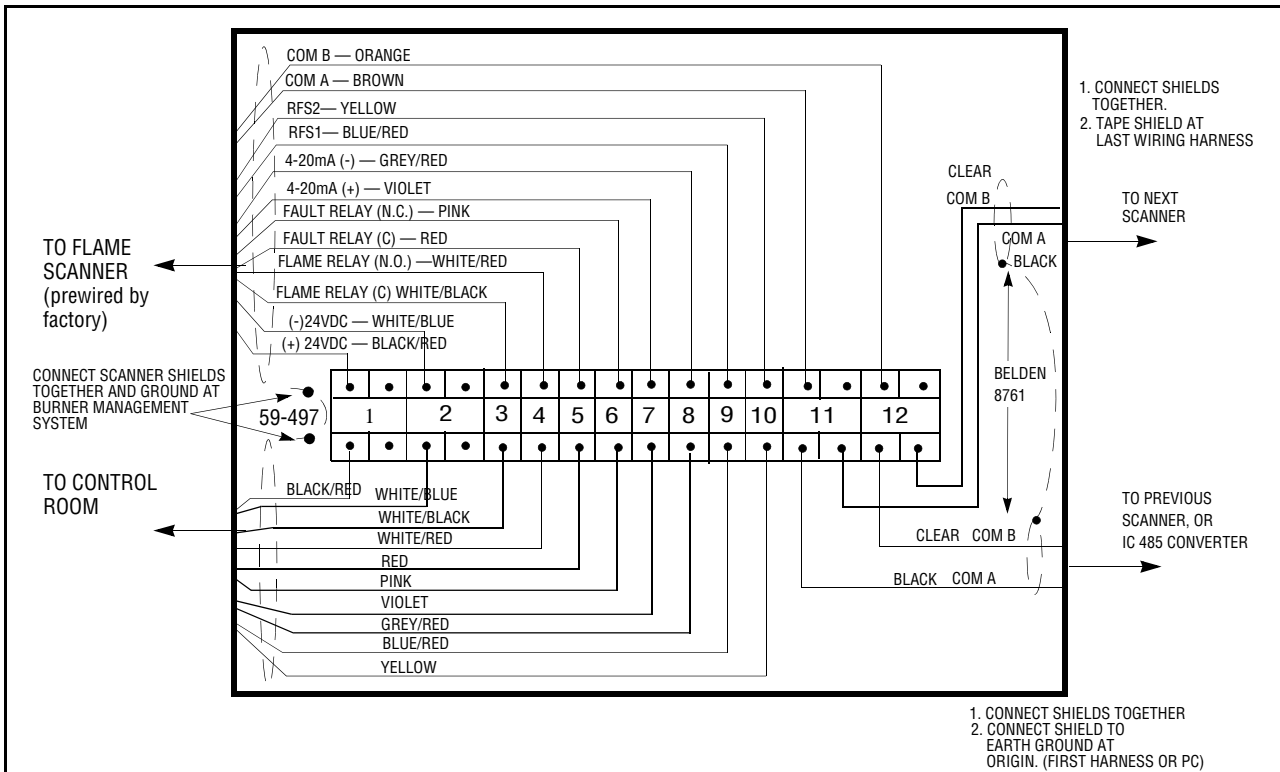 COM B — ORANGE
COM A — BROWN
RFS2— YELLOW
RFS1— BLUE/RED
4-20mA (-) — GREY/RED
4-20mA (+) — VIOLET
FAULT RELAY (N.C.) — PINK
FAULT RELAY (C) — RED
FLAME RELAY (N.O.) —WHITE/RED
FLAME RELAY (C) WHITE/BLACK
(-)24VDC — WHITE/BLUE
(+) 24VDC — BLACK/RED
TO FLAME
SCANNER
(prewired by
factory)
CONNECT SCANNER SHIELDS
TOGETHER AND GROUND AT
BURNER MANAGEMENT
SYSTEM
59-497
1 2 3 4 5 6 7 8 9 10 11 12
TO CONTROL
ROOM
BLACK/RED
WHITE/BLUE
WHITE/BLACK
WHITE/RED
RED
PINK
VIOLET
GREY/RED
BLUE/RED
YELLOW
1. CONNECT SHIELDS
TOGETHER.
2. TAPE SHIELD AT
LAST WIRING HARNESS
CLEAR
COM B
COM A
BLACK
TO NEXT
SCANNER
BELDEN
8761
CLEAR COM B
BLACK COM A
TO PREVIOUS
SCANNER, OR
IC 485 CONVERTER
1. CONNECT SHIELDS TOGETHER
2. CONNECT SHIELD TO
EARTH GROUND AT
ORIGIN. (FIRST HARNESS OR PC)